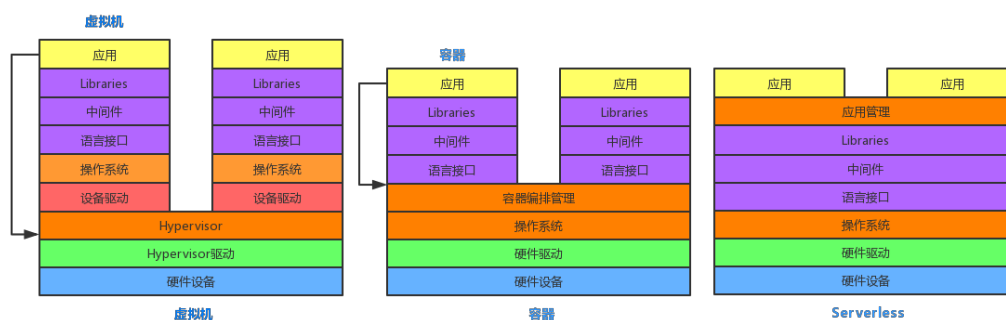 虚拟机
应用
Libraries
中间件
语言接口
操作系统
设备驱动
应用
Libraries
中间件
语言接口
操作系统
设备驱动
Hypervisor
Hypervisor驱动
硬件设备
虚拟机
容器
应用
Libraries
中间件
语言接口
应用
Libraries
中间件
语言接口
容器编排管理
操作系统
硬件驱动
硬件设备
容器
应用
应用
应用管理
Libraries
中间件
语言接口
操作系统
硬件驱动
硬件设备
Serverless